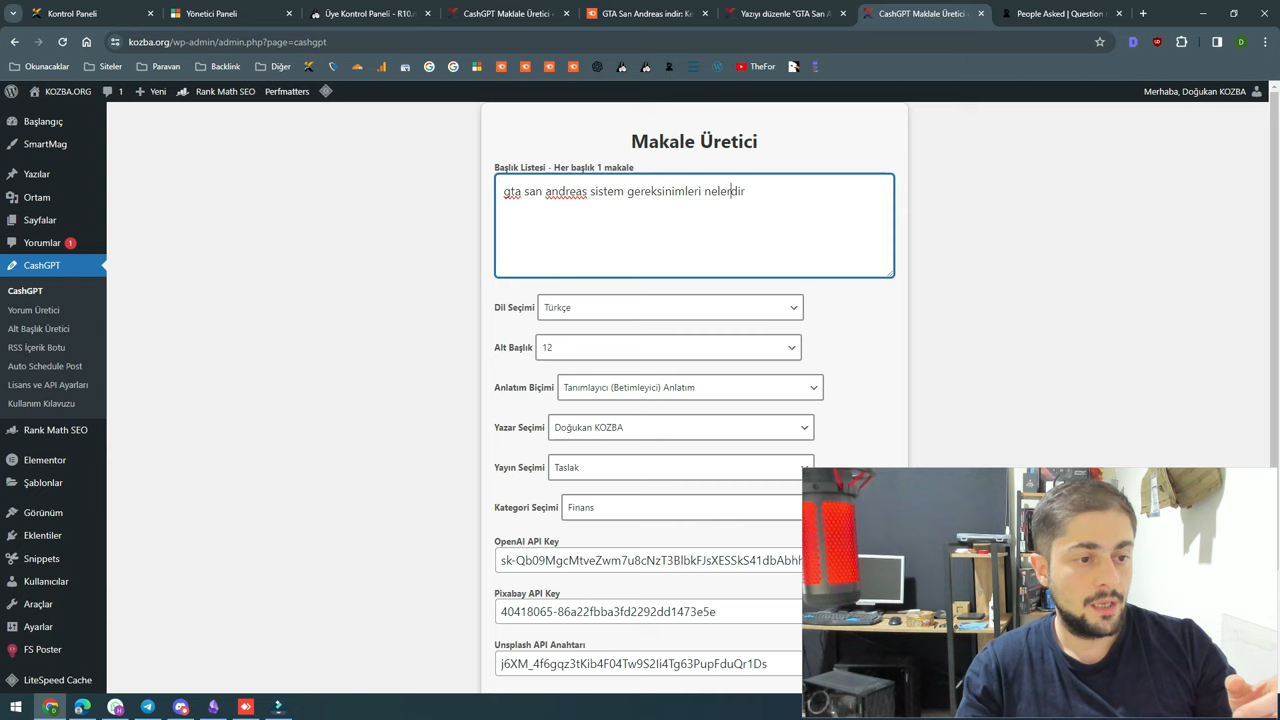 Yönetici Paneli
Üye Kontrol Paneli - R10.n
CashGPT Makale Üretici
GTA San Andreas indir: Ke
Yazıyı düzenle "GTA San A
CashGPT Makale Üretici
People Asked | Question
kozba.org/wp-admin/admin.php?page=cashgpt
Okunacaklar
Siteler
Paravan
Backlink
Diğer
TheFor
KOZBA.ORG
1
Yeni
Rank Math SEO
Perfmatters
Merhaba, Doğukan KOZBA
Başlangıç
SmartMag
Yazılar
Ortam
Sayfalar
Yorumlar 1
CashGPT
CashGPT
Yorum Üretici
Alt Başlık Üretici
RSS İçerik Botu
Auto Schedule Post
Lisans ve API Ayarları
Kullanım Kılavuzu
Rank Math SEO
Elementor
Şablonlar
Görünüm
Eklentiler
Snippets
Kullanıcılar
Araçlar
Ayarlar
FS Poster
LiteSpeed Cache
Makale Üretici
Başlık Listesi - Her başlık 1 makale
gta san andreas sistem gereksinimleri nelerdir
Dil Seçimi Türkçe
Alt Başlık 12
Anlatım Biçimi Tanımlayıcı (Betimleyici) Anlatım
Yazar Seçimi Doğukan KOZBA
Yayın Seçimi Taslak
Kategori Seçimi Finans
OpenAI API Key
Pixabay API Key
40418065-86a22fbba3fd2292dd1473e5e
Unsplash API Anahtarı